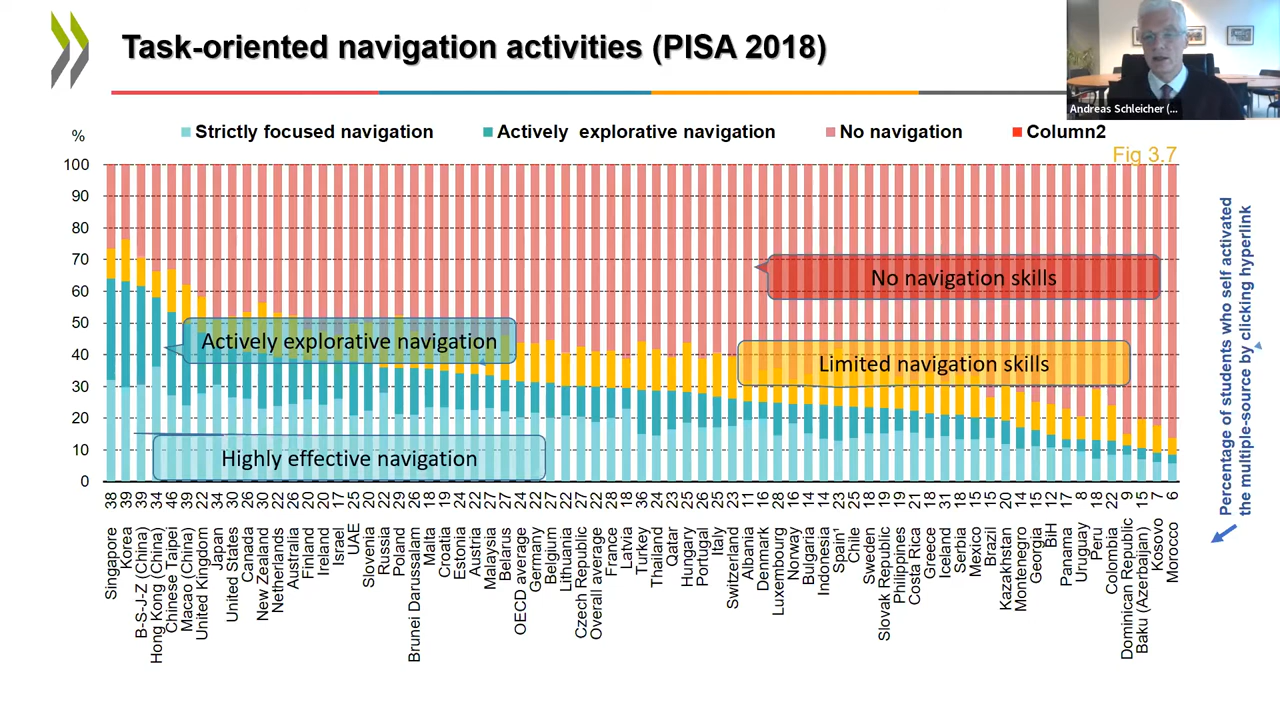 Task-oriented navigation activities (PISA 2018)
Andreas Schleicher (...
%
Strictly focused navigation
Actively explorative navigation
No navigation
Column2
Fig 3.7
100
90
80
70
60
50
40
30
20
10
0
No navigation skills
Actively explorative navigation
Limited navigation skills
Highly effective navigation
Percentage of students who self activated
the multiple-source by clicking hyperlink
Singapore 38
Korea 39
B-S-J-Z (China) 39
Hong Kong (China) 34
Chinese Taipei 46
Macao (China) 39
United Kingdom 22
Japan 34
United States 30
Canada 26
New Zealand 30
Netherlands 22
Australia 26
Finland 20
Ireland 20
Israel 17
UAE 25
Slovenia 20
Russia 22
Poland 29
Brunei Darussalam 26
Malta 18
Croatia 19
Estonia 24
Austria 22
Malaysia 27
Belarus 27
OECD average 24
Germany 22
Belgium 27
Lithuania 22
Czech Republic 27
Overall average 22
France 28
Latvia 18
Turkey 36
Thailand 24
Qatar 23
Hungary 25
Portugal 26
Italy 25
Switzerland 23
Albania 11
Denmark 16
Luxembourg 28
Norway 16
Bulgaria 14
Indonesia 14
Spain¹ 23
Chile 25
Sweden 18
Slovak Republic 19
Philippines 19
Costa Rica 21
Greece 18
Iceland 31
Serbia 18
Mexico 15
Brazil 15
Kazakhstan 20
Montenegro 14
Georgia 15
BiH 12
Panama 17
Uruguay 8
Peru 18
Colombia 22
Dominican Republic 9
Baku (Azerbaijan) 15
Kosovo 7
Morocco 6